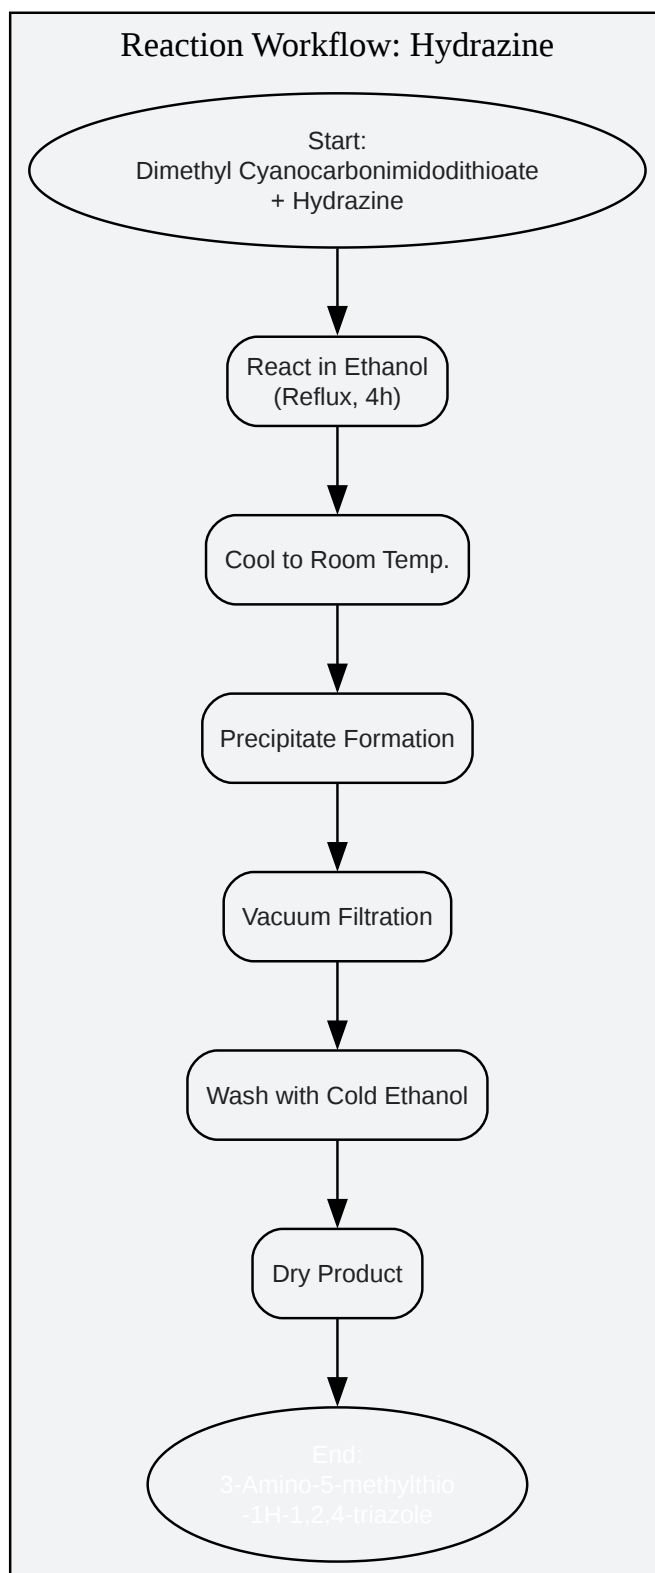 Reaction Workflow: Hydrazine
Start:
Dimethyl Cyanocarbonimidodithioate
+ Hydrazine
React in Ethanol
(Reflux, 4h)
Cool to Room Temp.
Precipitate Formation
Vacuum Filtration
Wash with Cold Ethanol
Dry Product
End:
3-Amino-5-methylthio
-1H-1,2,4-triazole